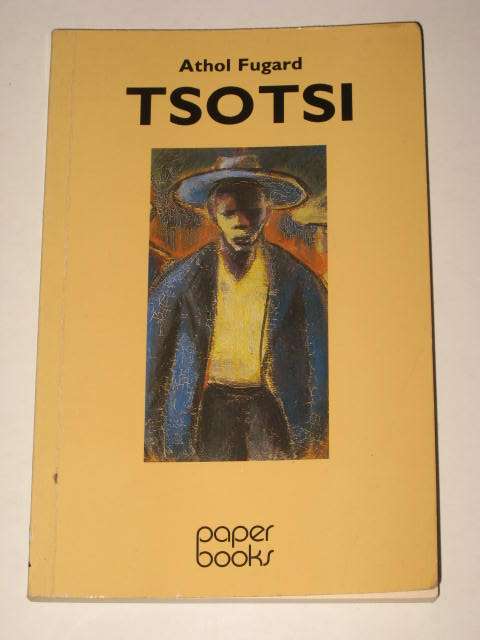 Athol Fugard
TSOTSI
paper
books